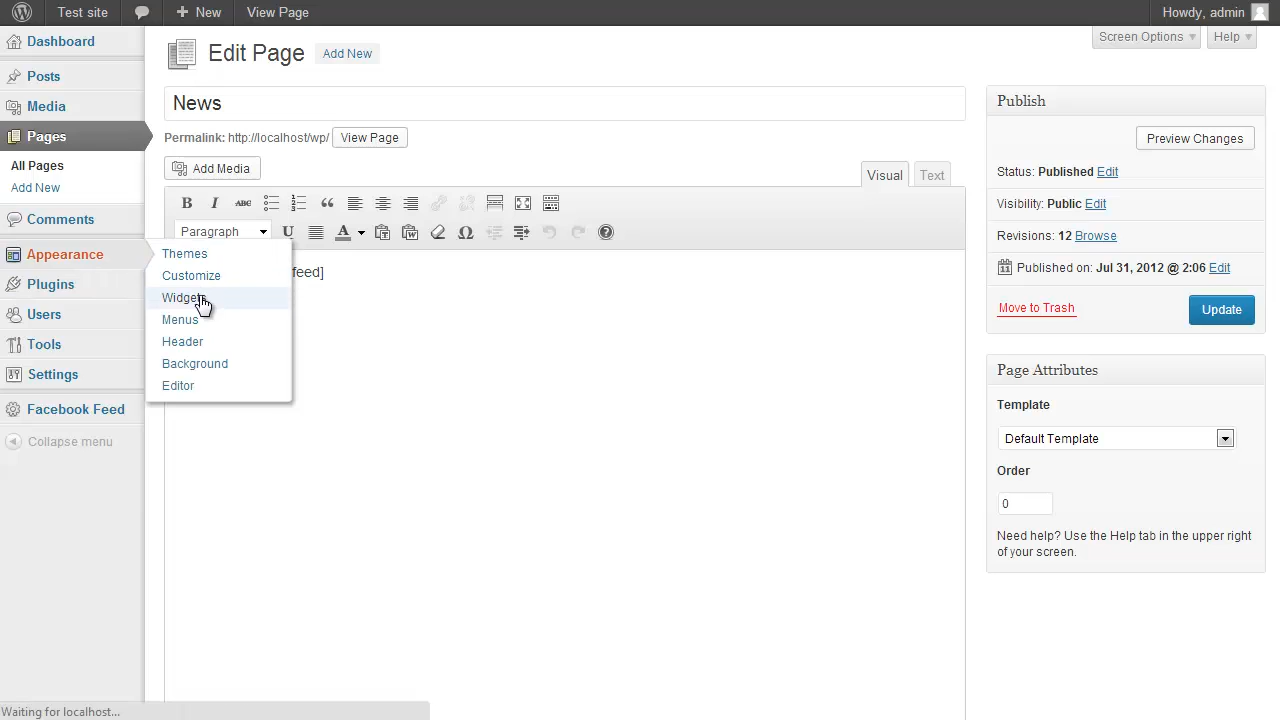 Test site New View Page Howdy, admin
Dashboard
Posts
Media
Pages
All Pages
Add New
Comments
Appearance
Plugins
Users
Tools
Settings
Facebook Feed
Collapse menu
Themes
Customize
Widgets
Menus
Header
Background
Editor
Screen Options Help
Edit Page Add New
News
Permalink: http://localhost/wp/ View Page
Add Media
Visual Text
B I ABC
Paragraph U A
feed]
Publish
Preview Changes
Status: Published Edit
Visibility: Public Edit
Revisions: 12 Browse
Published on: Jul 31, 2012 @ 2:06 Edit
Move to Trash Update
Page Attributes
Template
Default Template
Order
0
Need help? Use the Help tab in the upper right
of your screen.
Waiting for localhost...